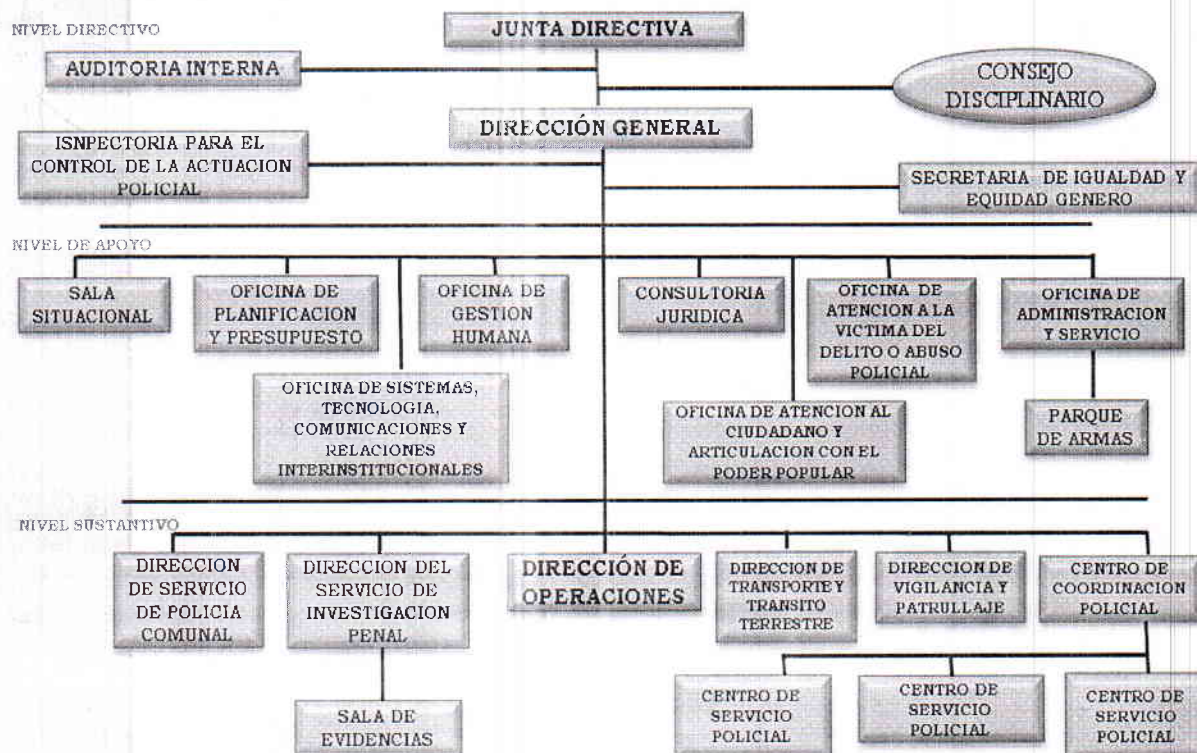 NIVEL DIRECTIVO
JUNTA DIRECTIVA
AUDITORIA INTERNA
CONSEJO
DISCIPLINARIO
DIRECCIÓN GENERAL
ISNPECTORIA PARA EL
CONTROL DE LA ACTUACION
POLICIAL
SECRETARIA DE IGUALDAD Y
EQUIDAD GENERO
NIVEL DE APOYO
SALA
SITUACIONAL
OFICINA DE
PLANIFICACION
Y PRESUPUESTO
OFICINA DE
GESTION
HUMANA
CONSULTORIA
JURIDICA
OFICINA DE
ATENCION A LA
VICTIMA DEL
DELITO O ABUSO
POLICIAL
OFICINA DE
ADMINISTRACION
Y SERVICIO
OFICINA DE SISTEMAS,
TECNOLOGIA,
COMUNICACIONES Y
RELACIONES
INTERINSTITUCIONALES
OFICINA DE ATENCION AL
CIUDADANO Y
ARTICULACION CON EL
PODER POPULAR
PARQUE
DE ARMAS
NIVEL SUSTANTIVO
DIRECCION
DE SERVICIO
DE POLICIA
COMUNAL
DIRECCION DEL
SERVICIO DE
INVESTIGACION
PENAL
DIRECCIÓN DE
OPERACIONES
DIRECCION DE
TRANSPORTE Y
TRANSITO
TERRESTRE
DIRECCION DE
VIGILANCIA Y
PATRULLAJE
CENTRO DE
COORDINACION
POLICIAL
SALA DE
EVIDENCIAS
CENTRO DE
SERVICIO
POLICIAL
CENTRO DE
SERVICIO
POLICIAL
CENTRO DE
SERVICIO
POLICIAL